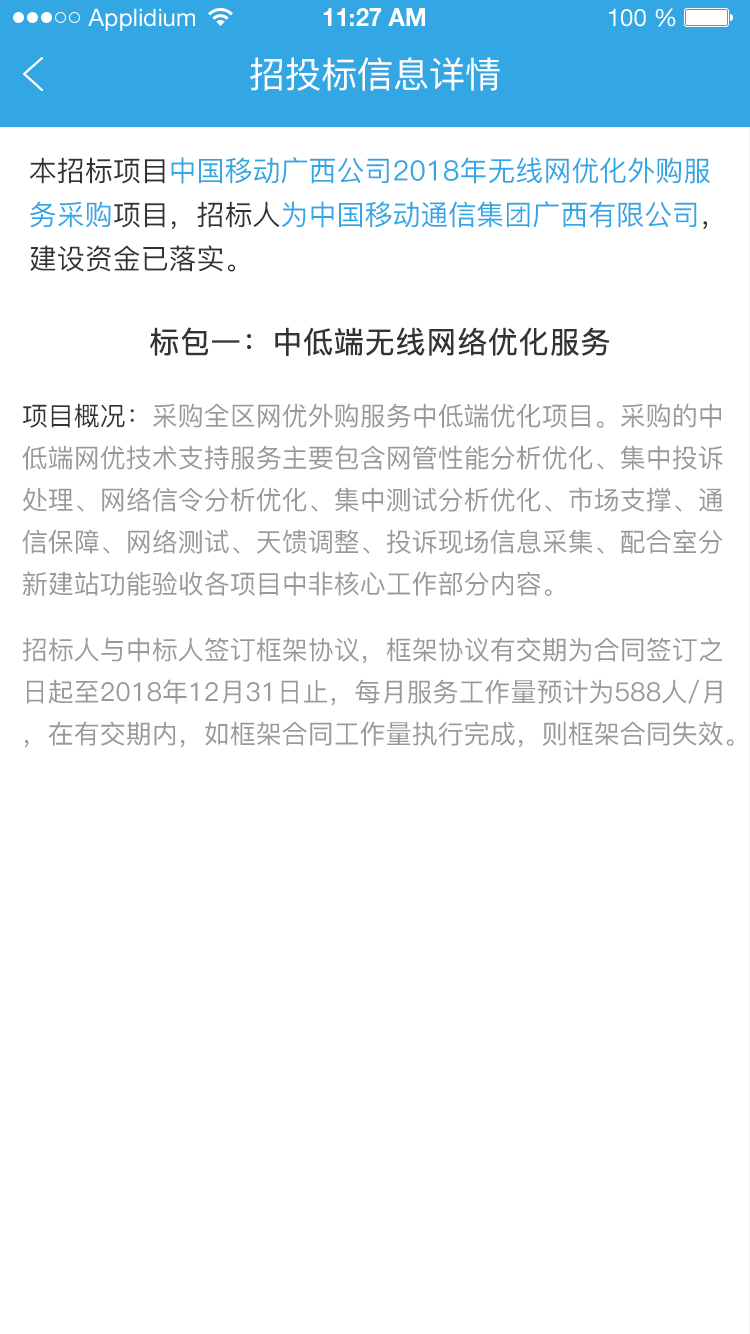 Applidium 11:27 AM 100 %
招投标信息详情
本招标项目中国移动广西公司2018年无线网优化外购服
务采购项目，招标人为中国移动通信集团广西有限公司，
建设资金已落实。
标包一：中低端无线网络优化服务
项目概况：采购全区网优外购服务中低端优化项目。采购的中
低端网优技术支持服务主要包含网管性能分析优化、集中投诉
处理、网络信令分析优化、集中测试分析优化、市场支撑、通
信保障、网络测试、天馈调整、投诉现场信息采集、配合室分
新建站功能验收各项目中非核心工作部分内容。
招标人与中标人签订框架协议，框架协议有交期为合同签订之
日起至2018年12月31日止，每月服务工作量预计为588人/月
，在有交期内，如框架合同工作量执行完成，则框架合同失效。